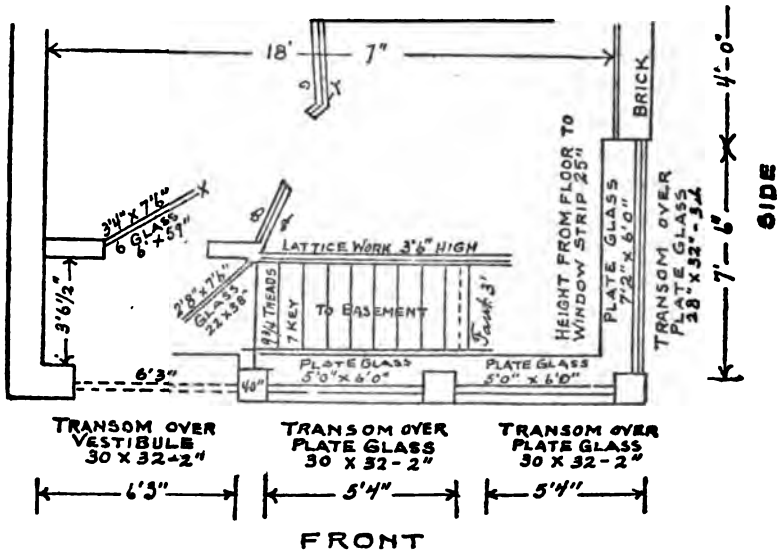 18' 7"
4'-0"
BRICK
SIDE
3'4" X 7'6"
6 GLASS
6" X 59"
HEIGHT FROM FLOOR TO
WINDOW STRIP 25"
PLATE GLASS
7'2" X 6'0"
TRANSOM OVER
PLATE GLASS
28" X 32"
7'-6"
LATTICE WORK 3'6" HIGH
2'8" X 7'6"
GLASS
22 X 38"
9 3/4 TREADS
7 KEY
TO BASEMENT
3'
3'6 1/2"
6'3"
40"
PLATE GLASS
5'0" X 6'0"
PLATE GLASS
5'0" X 6'0"
TRANSOM OVER
VESTIBULE
30 X 32-2"
TRANSOM OVER
PLATE GLASS
30 X 32-2"
TRANSOM OVER
PLATE GLASS
30 X 32-2"
6'3"
5'4"
5'4"
FRONT